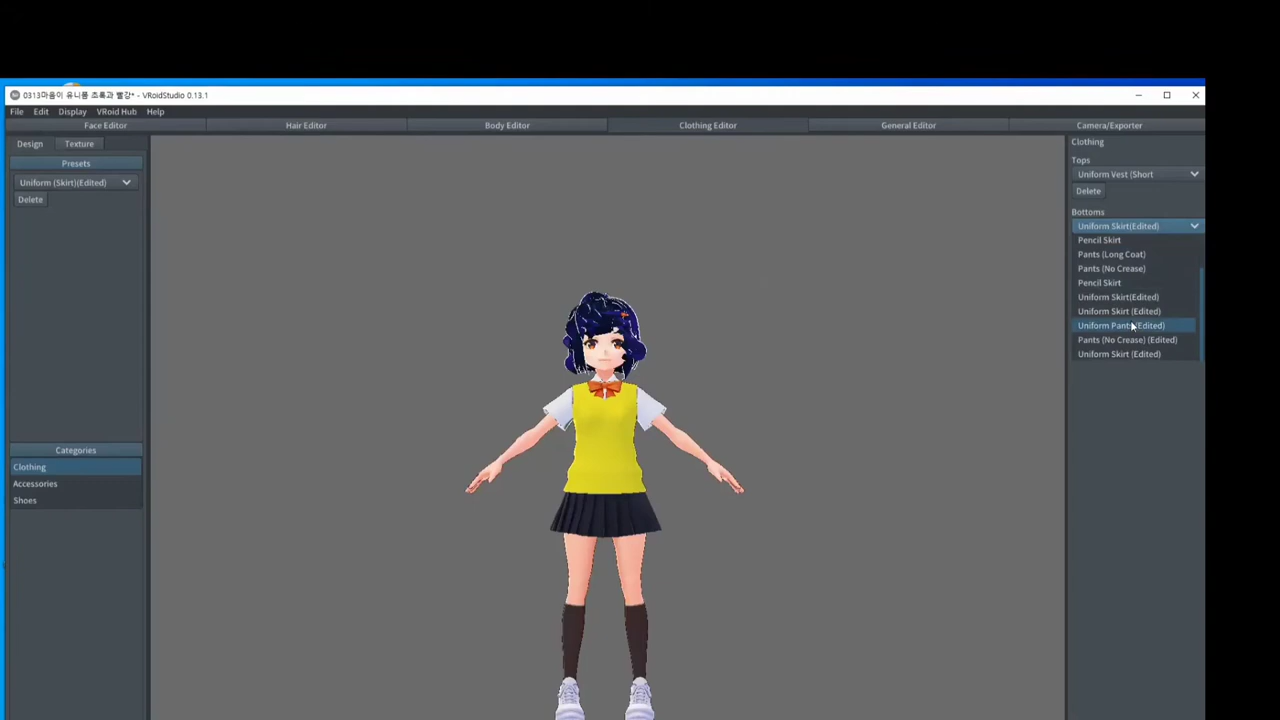 0313마음이 유니폼 초록과 빨강* - VRoidStudio 0.13.1
File Edit Display VRoid Hub Help
Face Editor Hair Editor Body Editor Clothing Editor General Editor Camera/Exporter
Design Texture
Presets
Uniform (Skirt)(Edited)
Delete
Categories
Clothing
Accessories
Shoes
Clothing
Tops
Uniform Vest (Short
Delete
Bottoms
Uniform Skirt(Edited)
Pencil Skirt
Pants (Long Coat)
Pants (No Crease)
Pencil Skirt
Uniform Skirt(Edited)
Uniform Skirt (Edited)
Uniform Pants (Edited)
Pants (No Crease) (Edited)
Uniform Skirt (Edited)